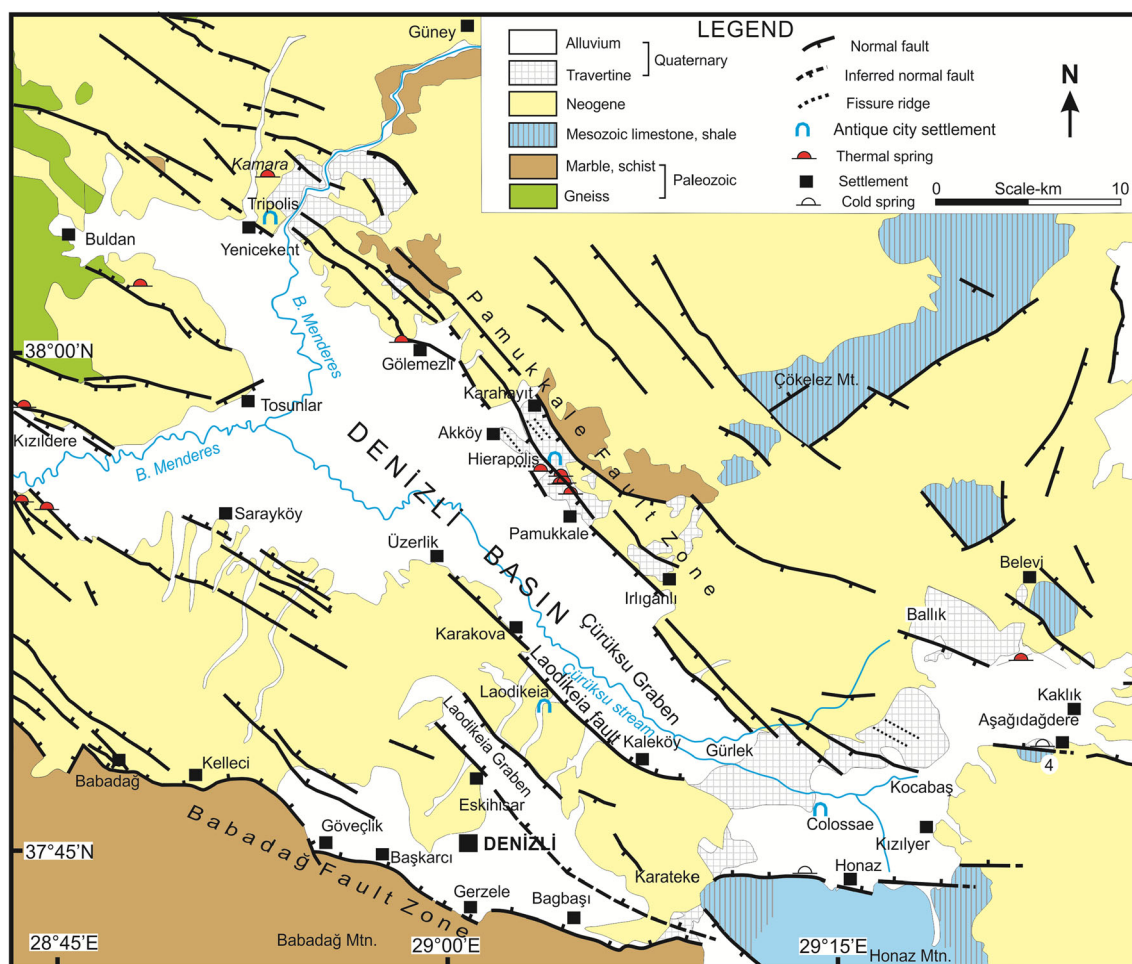 LEGEND
Alluvium
Travertine
Quaternary
Neogene
Mesozoic limestone, shale
Marble, schist
Gneiss
Paleozoic
Normal fault
Inferred normal fault
Fissure ridge
Antique city settlement
Thermal spring
Settlement
Cold spring
N
0 Scale-km 10
Güney
Kamara
Tripolis
Buldan
Yenicekent
B. Menderes
Pamukkale Fault Zone
38°00'N
Gölemezli
Çökelez Mt.
Karahayıt
Tosunlar
Akköy
Kızıldere
Hierapolis
B. Menderes
DENİZLİ BASIN
Sarayköy
Pamukkale
Üzerlik
Belevi
Irlıganlı
Ballık
Karakova
Çürüksu Graben
Laodikeia fault
Çürüksu stream
Laodikeia
Laodikeia Graben
Kaklık
Aşağıdağdere
4
Kaleköy
Gürlek
Babadağ
Kelleci
Eskihisar
Kocabaş
Colossae
Göveçlik
DENİZLİ
Kızılyer
37°45'N
Başkarcı
Honaz
Babadağ Fault Zone
Karateke
Gerzele
Bagbaşı
28°45'E
29°00'E
29°15'E
Babadağ Mtn.
Honaz Mtn.